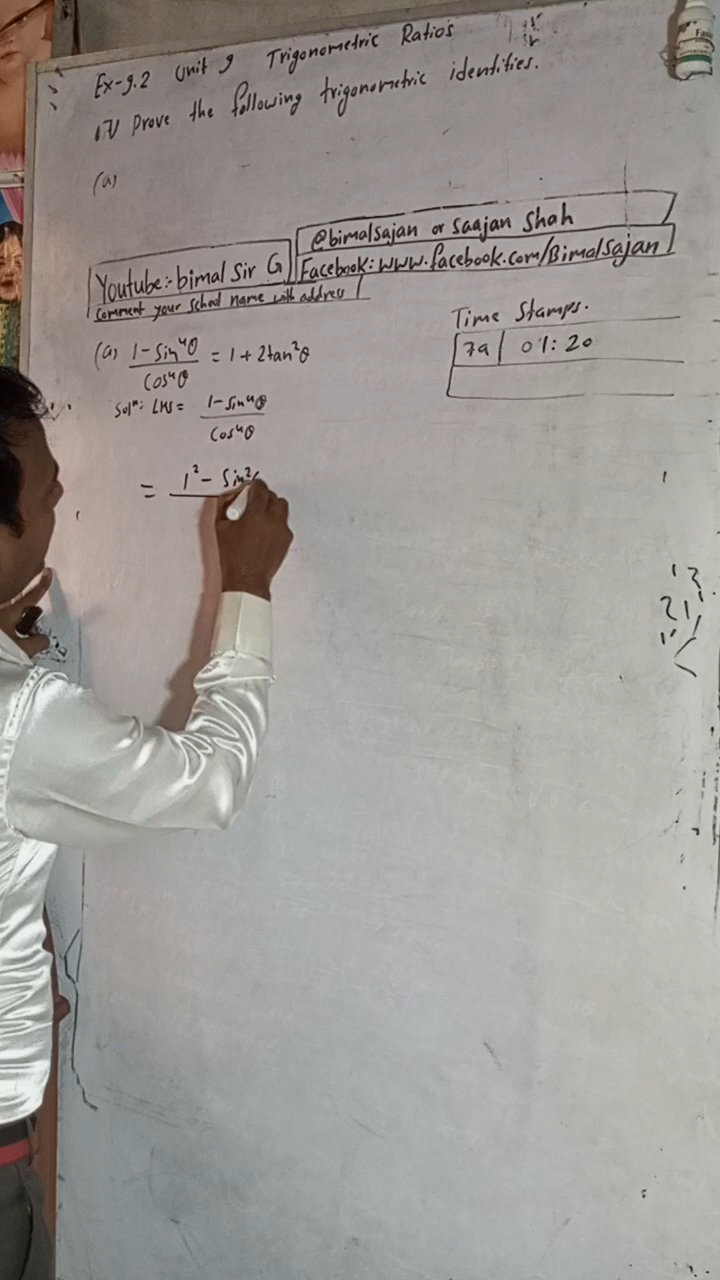 Ex-9.2 Unit 9 Trigonometric Ratios
17) Prove the following trigonometric identities.
(a)
@bimalsajan or Saajan Shah
Youtube:- bimal Sir G
Facebook: www.facebook.com/Bimalsajan
Comment your school name with address
Time Stamps.
7a 01:20
(a) 1-Sin⁴θ / Cos⁴θ = 1 + 2tan²θ
Solⁿ: LHS = 1-Sin⁴θ / Cos⁴θ
= 1² - Sin²